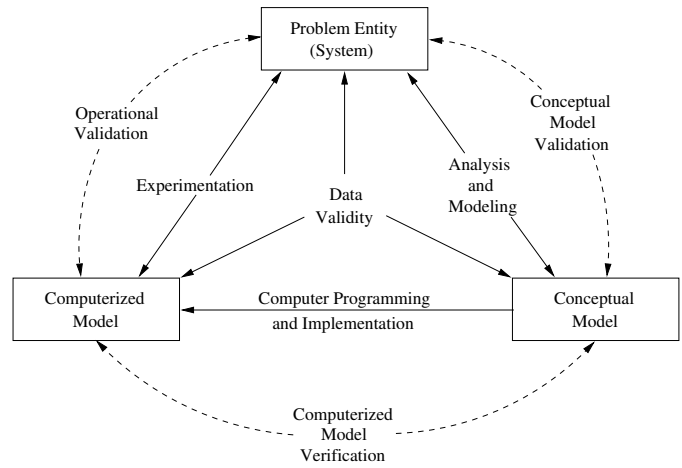 Problem Entity
(System)
Operational
Validation
Conceptual
Model
Validation
Experimentation
Analysis
and
Modeling
Data
Validity
Computerized
Model
Computer Programming
and Implementation
Conceptual
Model
Computerized
Model
Verification